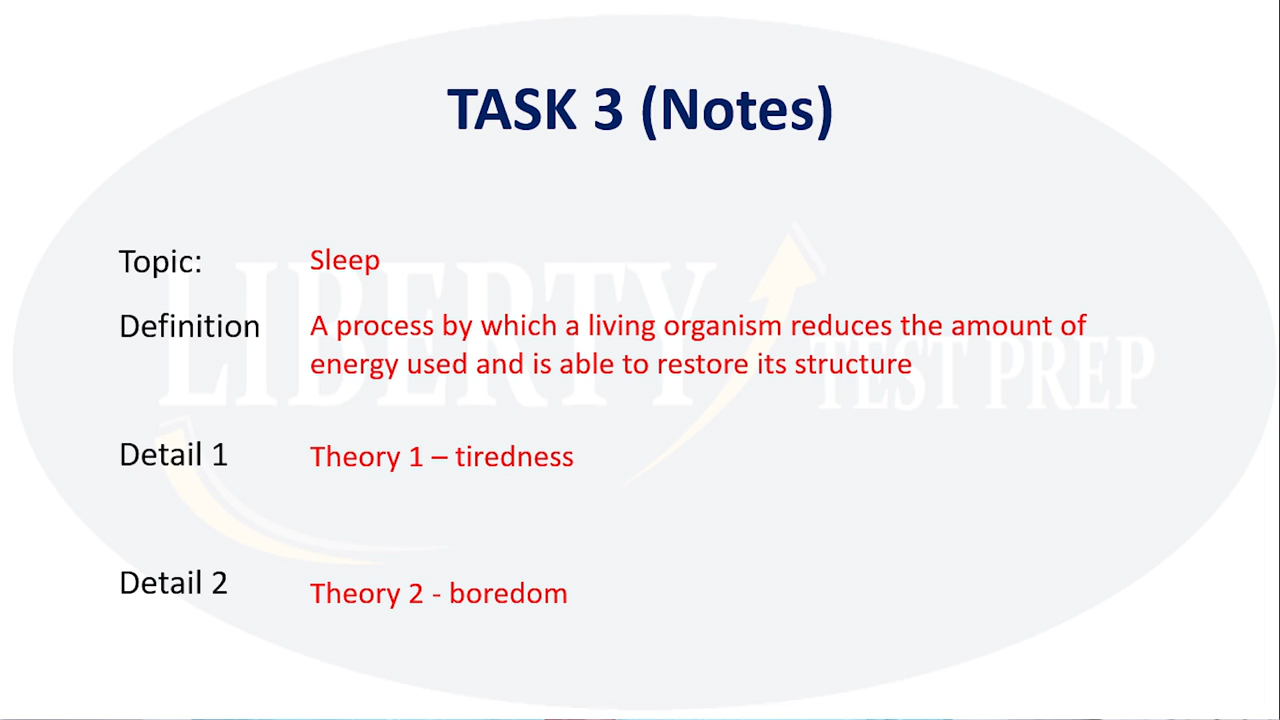 TASK 3 (Notes)
Topic: Sleep
Definition A process by which a living organism reduces the amount of
energy used and is able to restore its structure
Detail 1 Theory 1 – tiredness
Detail 2 Theory 2 - boredom
LIBERTY TEST PREP